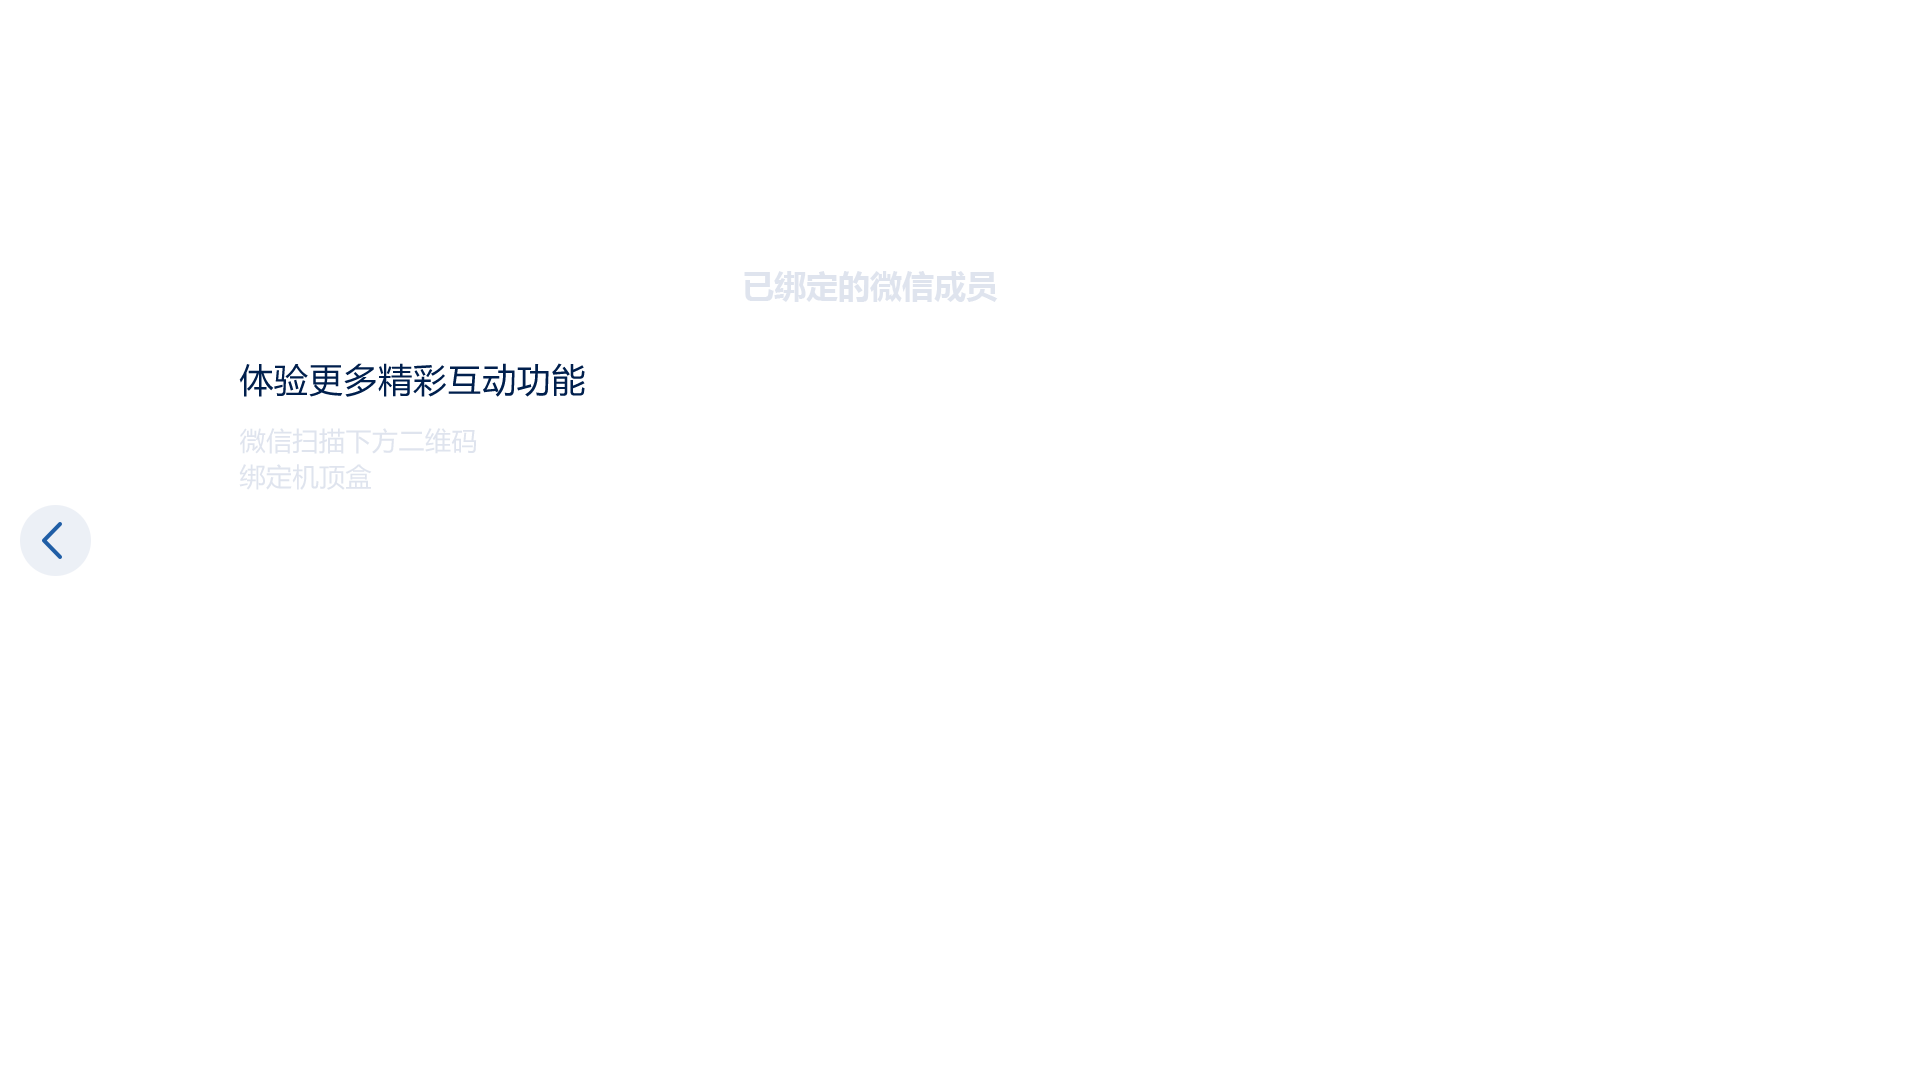 已绑定的微信成员
体验更多精彩互动功能
微信扫描下方二维码
绑定机顶盒